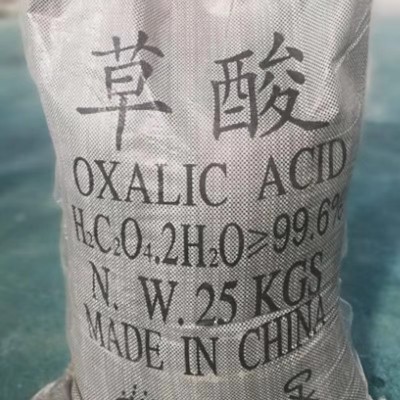 草酸
OXALIC ACID
H₂C₂O₄.2H₂O≥99.6%
N. W. 25 KGS
MADE IN CHINA